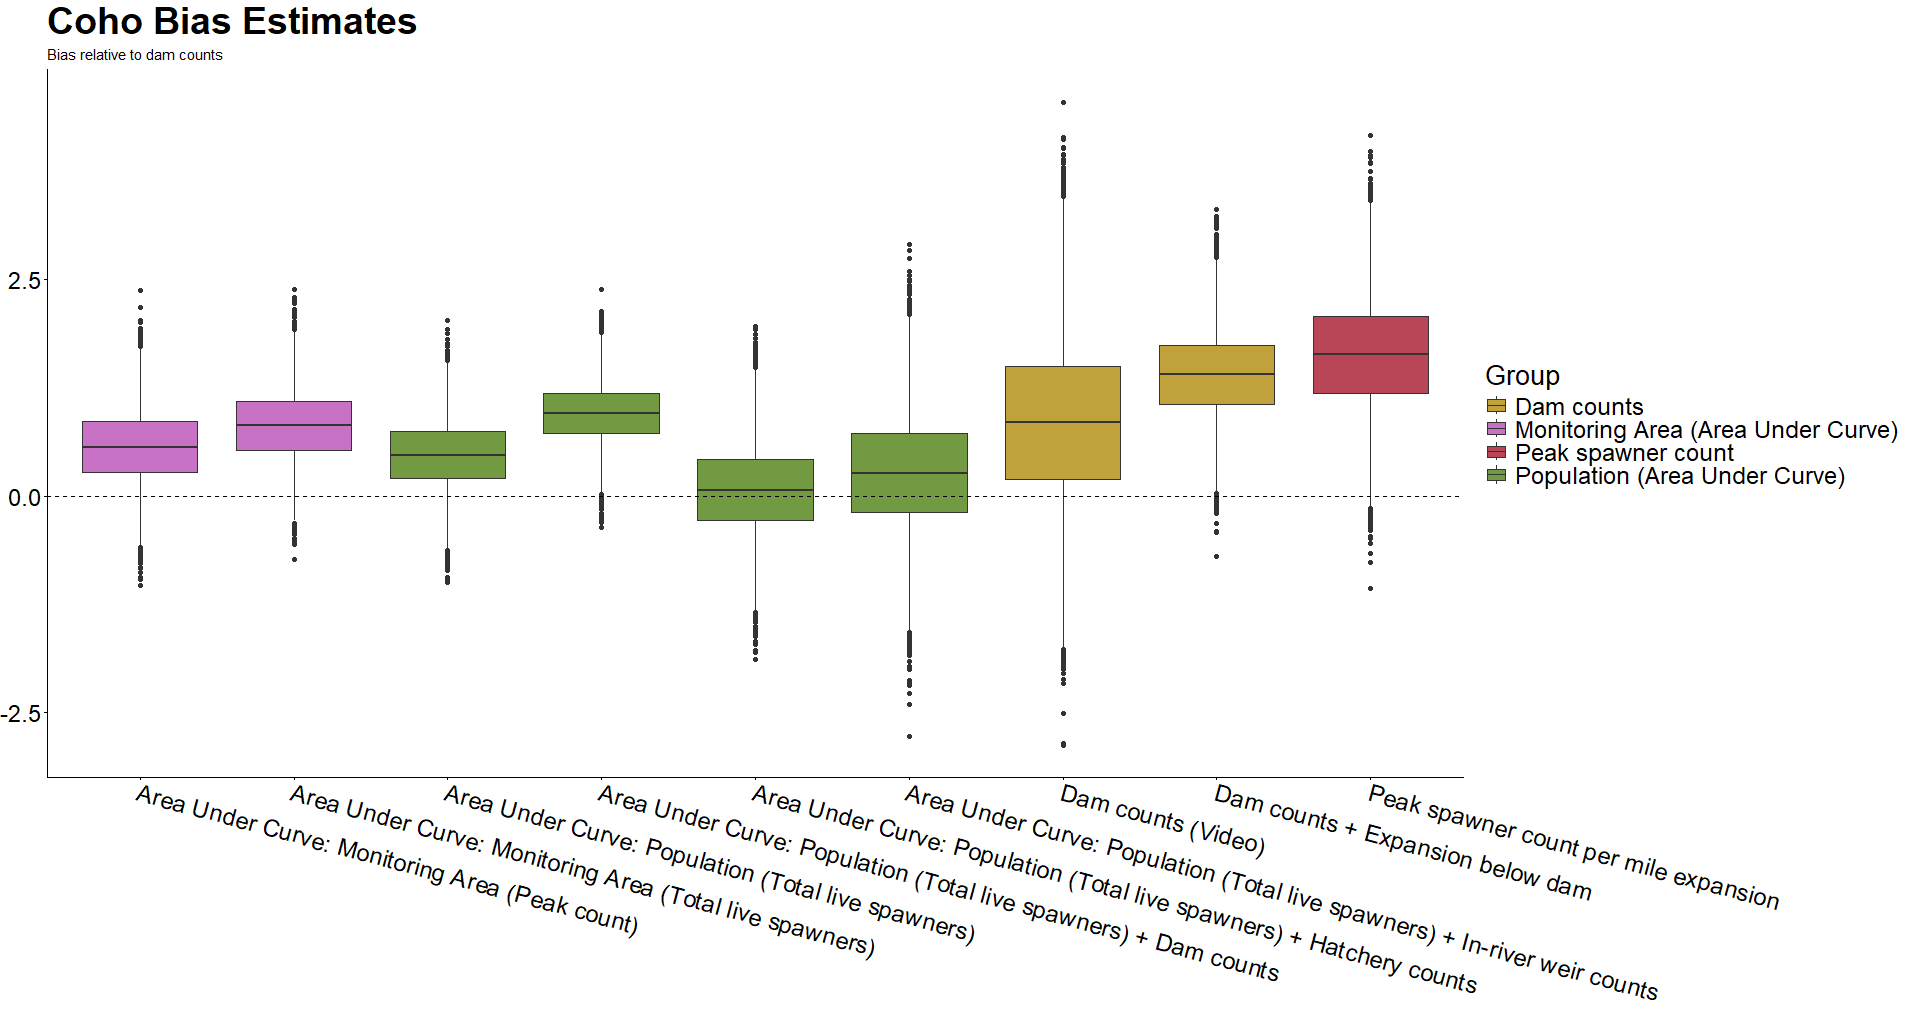 Coho Bias Estimates
Bias relative to dam counts
2.5
0.0
-2.5
Area Under Curve: Monitoring Area (Peak count)
Area Under Curve: Monitoring Area (Total live spawners)
Area Under Curve: Population (Total live spawners)
Area Under Curve: Population (Total live spawners) + Dam counts
Area Under Curve: Population (Total live spawners) + Hatchery counts
Area Under Curve: Population (Total live spawners) + In-river weir counts
Dam counts (Video)
Dam counts + Expansion below dam
Peak spawner count per mile expansion
Group
Dam counts
Monitoring Area (Area Under Curve)
Peak spawner count
Population (Area Under Curve)